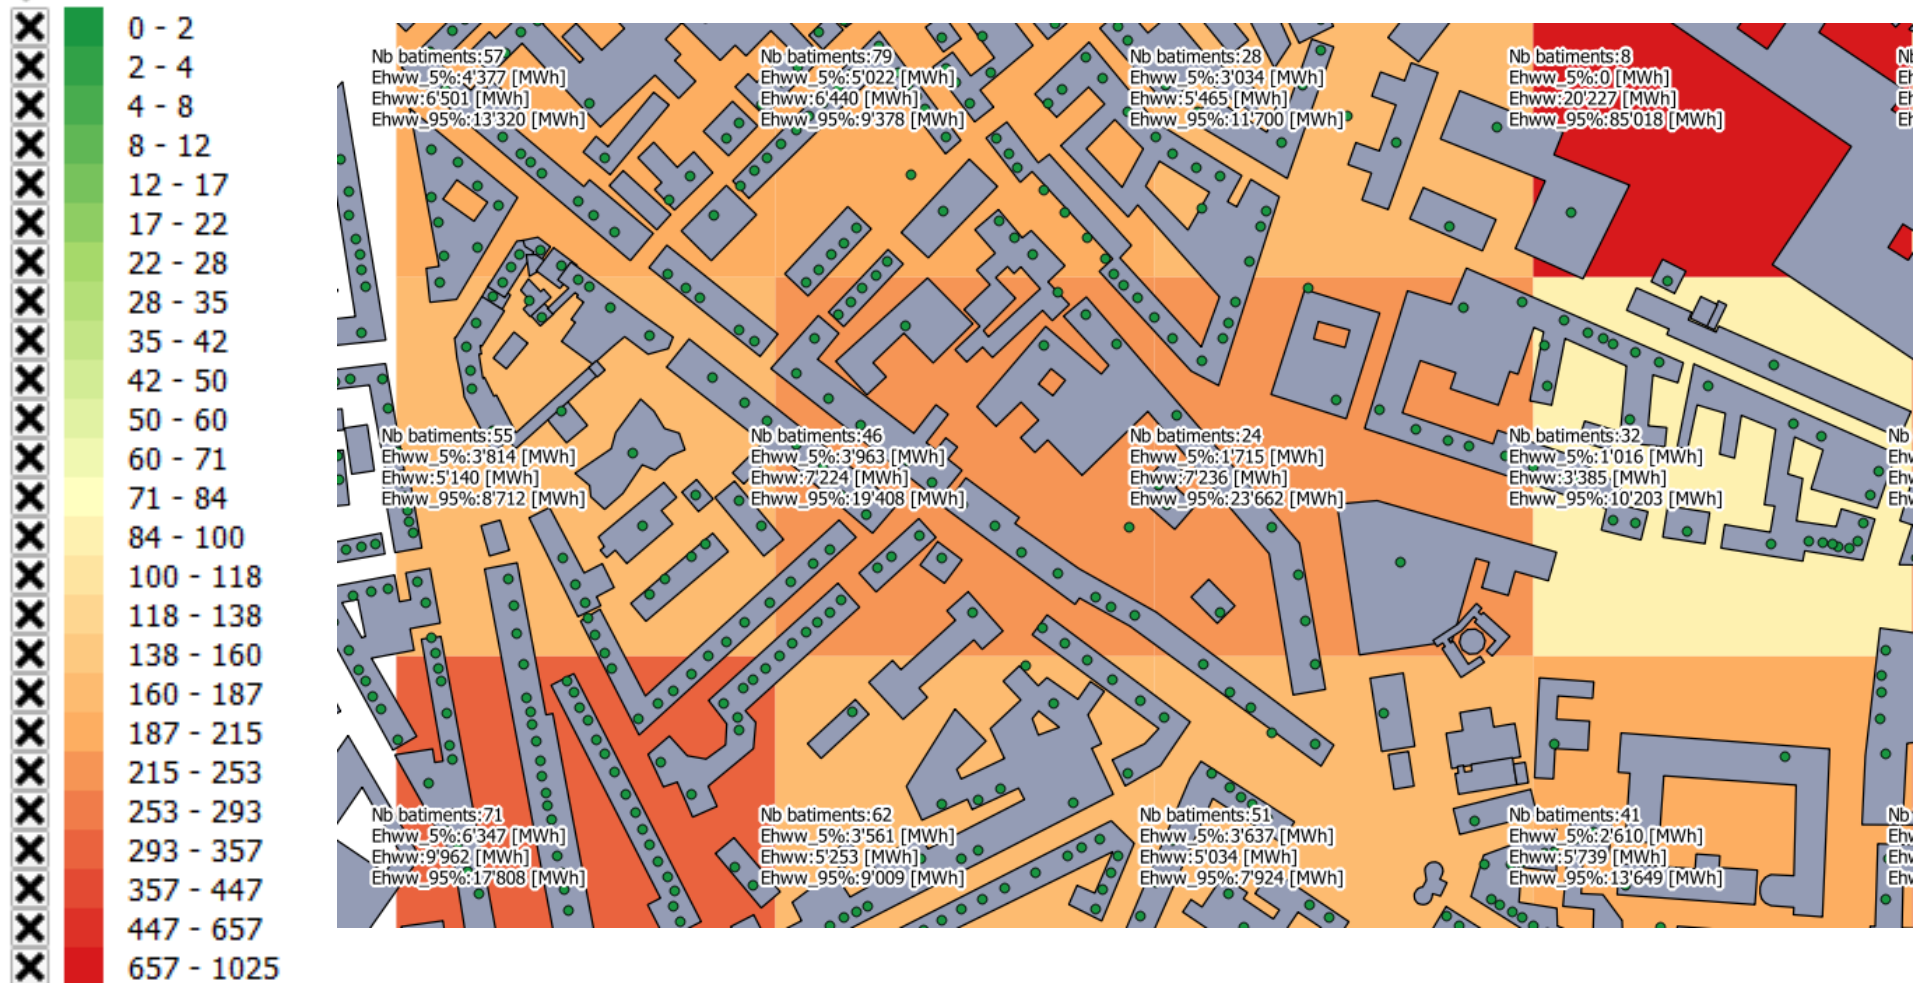 0 - 2
2 - 4
4 - 8
8 - 12
12 - 17
17 - 22
22 - 28
28 - 35
35 - 42
42 - 50
50 - 60
60 - 71
71 - 84
84 - 100
100 - 118
118 - 138
138 - 160
160 - 187
187 - 215
215 - 253
253 - 293
293 - 357
357 - 447
447 - 657
657 - 1025
Nb batiments:57
Ehww_5%:4'377 [MWh]
Ehww:6'501 [MWh]
Ehww_95%:13'320 [MWh]
Nb batiments:79
Ehww_5%:5'022 [MWh]
Ehww:6'440 [MWh]
Ehww_95%:9'378 [MWh]
Nb batiments:28
Ehww_5%:3'034 [MWh]
Ehww:5'465 [MWh]
Ehww_95%:11'700 [MWh]
Nb batiments:8
Ehww_5%:0 [MWh]
Ehww:20'227 [MWh]
Ehww_95%:85'018 [MWh]
Nb batiments:55
Ehww_5%:3'814 [MWh]
Ehww:5'140 [MWh]
Ehww_95%:8'712 [MWh]
Nb batiments:46
Ehww_5%:3'963 [MWh]
Ehww:7'224 [MWh]
Ehww_95%:19'408 [MWh]
Nb batiments:24
Ehww_5%:1'715 [MWh]
Ehww:7'236 [MWh]
Ehww_95%:23'662 [MWh]
Nb batiments:32
Ehww_5%:1'016 [MWh]
Ehww:3'385 [MWh]
Ehww_95%:10'203 [MWh]
Nb
Nb batiments:71
Ehww_5%:6'347 [MWh]
Ehww:9'962 [MWh]
Ehww_95%:17'808 [MWh]
Nb batiments:62
Ehww_5%:3'561 [MWh]
Ehww:5'253 [MWh]
Ehww_95%:9'009 [MWh]
Nb batiments:51
Ehww_5%:3'637 [MWh]
Ehww:5'034 [MWh]
Ehww_95%:7'924 [MWh]
Nb batiments:41
Ehww_5%:2'610 [MWh]
Ehww:5'739 [MWh]
Ehww_95%:13'649 [MWh]
Nb